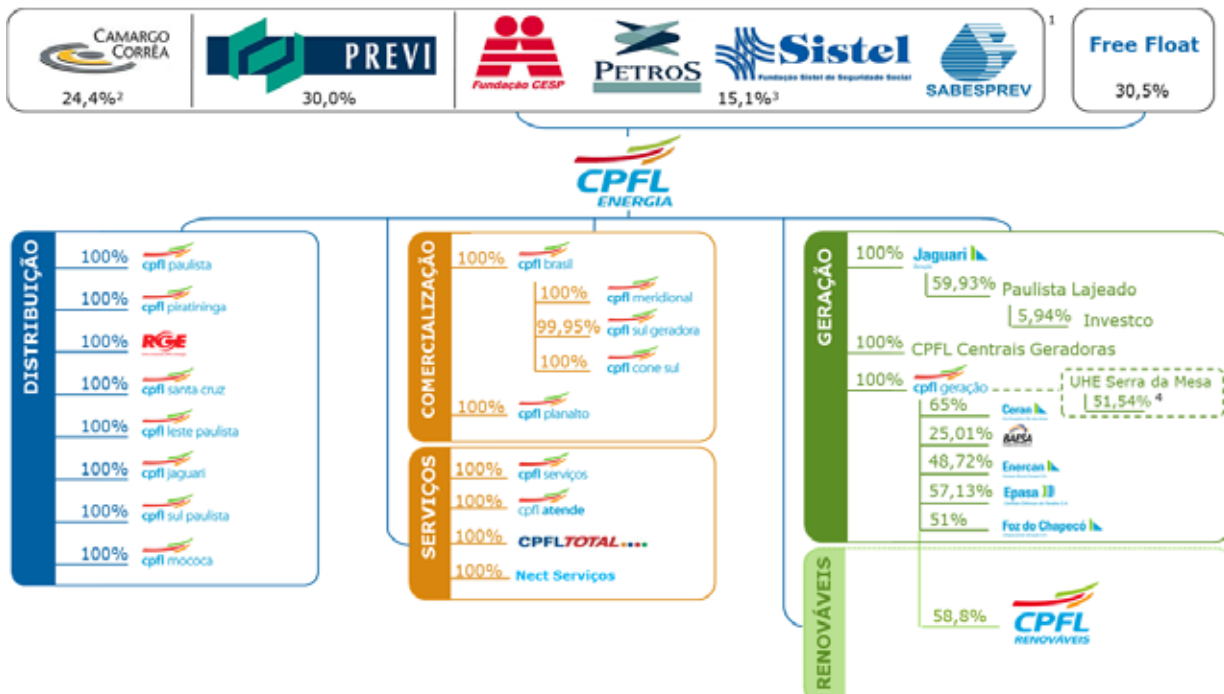 CAMARGO CORRÊA
24,4%²
PREVI
30,0%
Fundação CESP
PETROS
Sistel
Fundação Sistel de Seguridade Social
SABESPREV
15,1%³
1
Free Float
30,5%
CPFL
ENERGIA
DISTRIBUIÇÃO
100% cpfl paulista
100% cpfl piratininga
100% RGE
100% cpfl santa cruz
100% cpfl leste paulista
100% cpfl jaguari
100% cpfl sul paulista
100% cpfl mococa
COMERCIALIZAÇÃO
100% cpfl brasil
100% cpfl meridional
99,95% cpfl sul geradora
100% cpfl cone sul
100% cpfl planalto
SERVIÇOS
100% cpfl serviços
100% cpfl atende
100% CPFL TOTAL
100% Nect Serviços
GERAÇÃO
100% Jaguari
59,93% Paulista Lajeado
5,94% Investco
100% CPFL Centrais Geradoras
100% cpfl geração
UHE Serra da Mesa
51,54% 4
65% Ceran
25,01% BAESA
48,72% Enercan
57,13% Epasa
51% Foz do Chapecó
RENOVÁVEIS
58,8% CPFL
RENOVÁVEIS